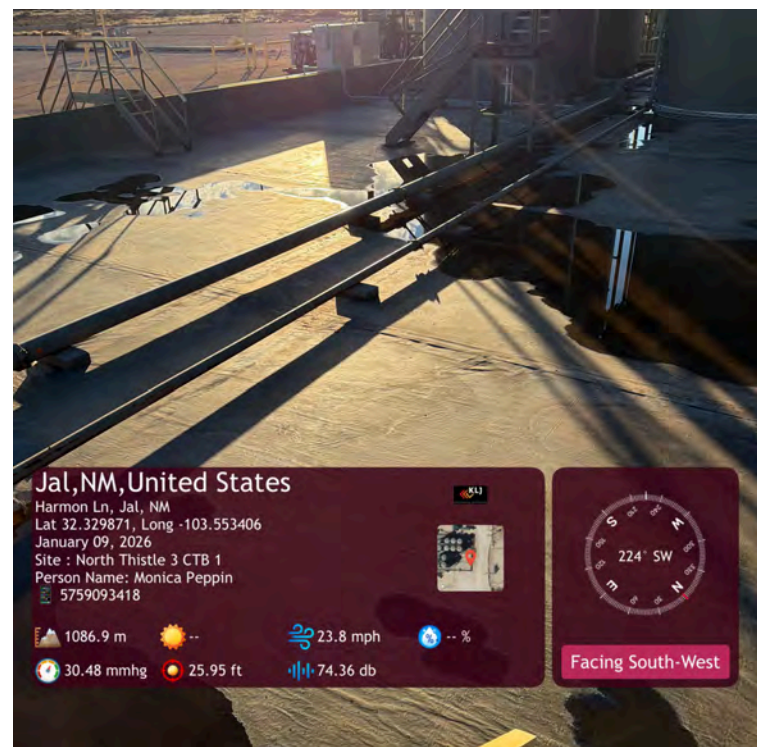 Jal,NM,United States
KLJ
Harmon Ln, Jal, NM
Lat 32.329871, Long -103.553406
January 09, 2026
Site : North Thistle 3 CTB 1
Person Name: Monica Peppin
5759093418
1086.9 m
--
23.8 mph
-- %
30.48 mmhg
25.95 ft
74.36 db
S
W
E
N
224° SW
Facing South-West